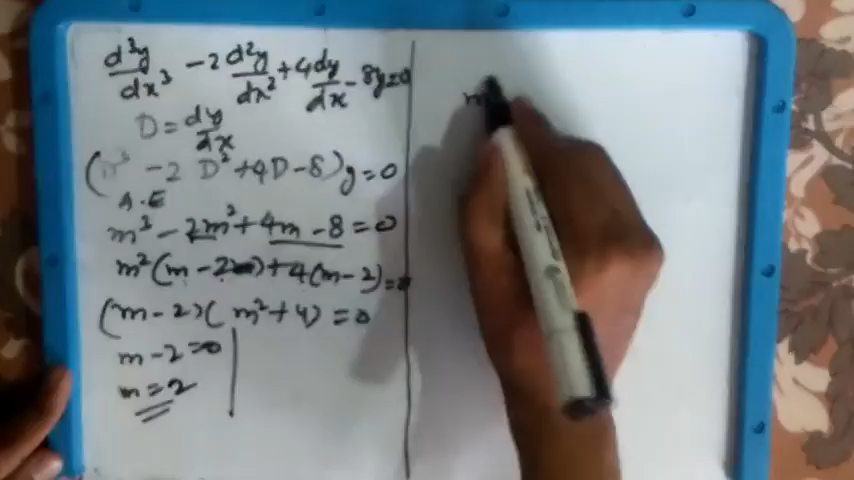 d³y/dx³ - 2 d²y/dx² + 4 dy/dx - 8y = 0
D = dy/dx
(D³ - 2 D² + 4D - 8) y = 0
A.E
m³ - 2m² + 4m - 8 = 0
m² (m - 2) + 4 (m - 2) = 0
(m - 2) (m² + 4) = 0
m - 2 = 0
m = 2
m